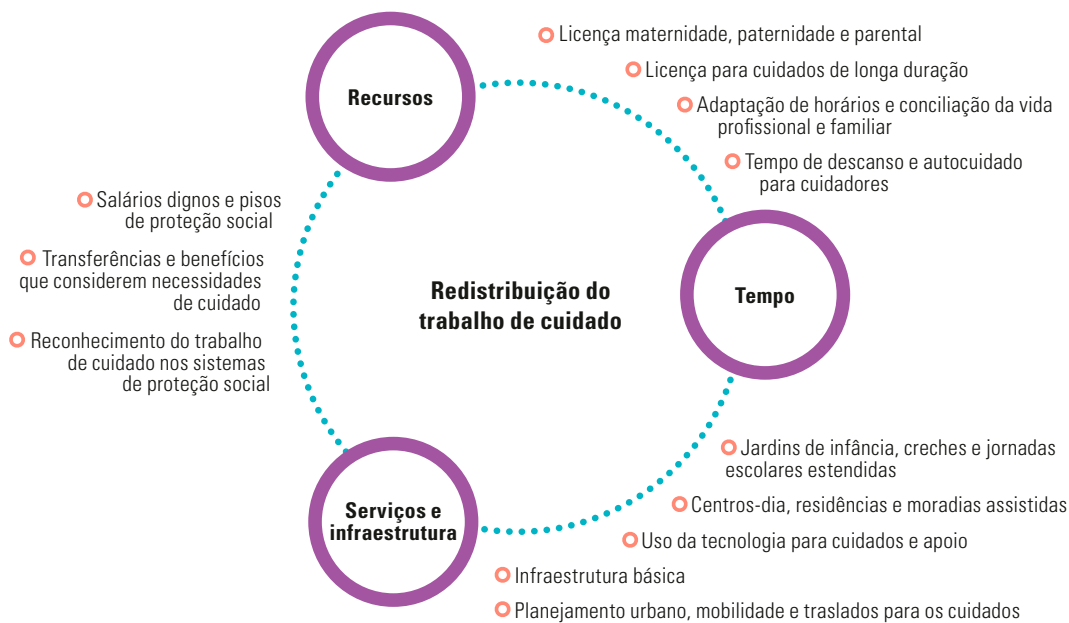 Recursos
Licença maternidade, paternidade e parental
Licença para cuidados de longa duração
Adaptação de horários e conciliação da vida
profissional e familiar
Tempo de descanso e autocuidado
para cuidadores
Salários dignos e pisos
de proteção social
Transferências e benefícios
que considerem necessidades
de cuidado
Reconhecimento do trabalho
de cuidado nos sistemas
de proteção social
Redistribuição do
trabalho de cuidado
Tempo
Serviços e
infraestrutura
Jardins de infância, creches e jornadas
escolares estendidas
Centros-dia, residências e moradias assistidas
Uso da tecnologia para cuidados e apoio
Infraestrutura básica
Planejamento urbano, mobilidade e traslados para os cuidados